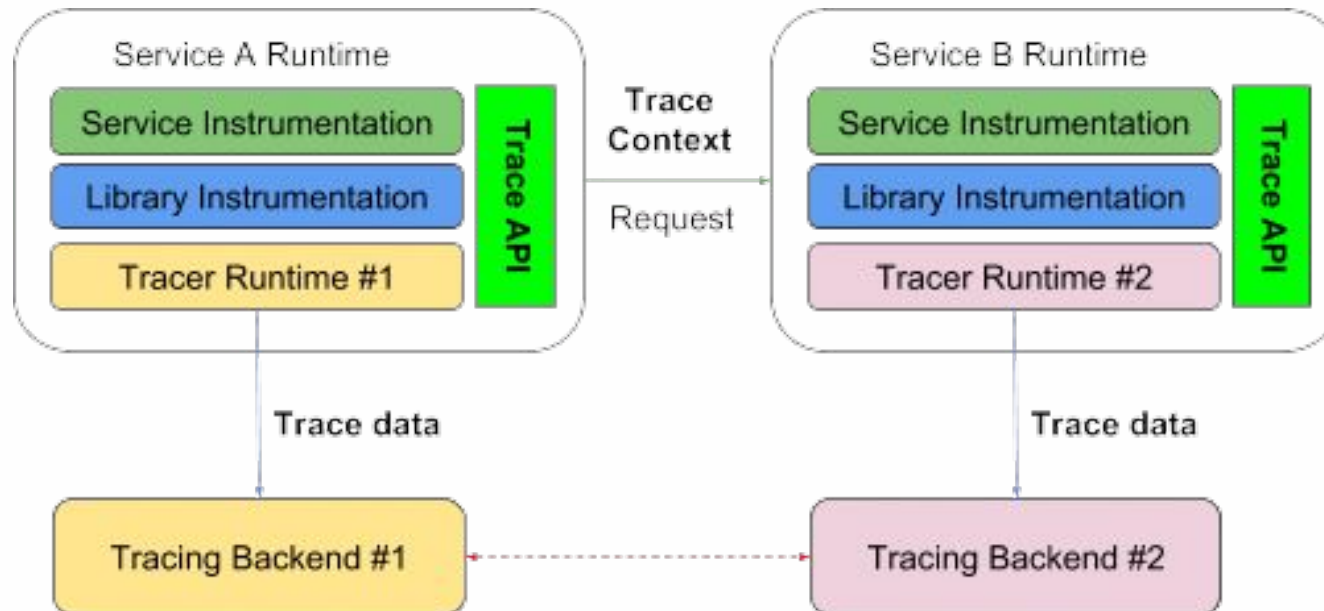 Service A Runtime
Service Instrumentation
Library Instrumentation
Tracer Runtime #1
Trace API
Trace
Context
Request
Service B Runtime
Service Instrumentation
Library Instrumentation
Tracer Runtime #2
Trace API
Trace data
Trace data
Tracing Backend #1
Tracing Backend #2